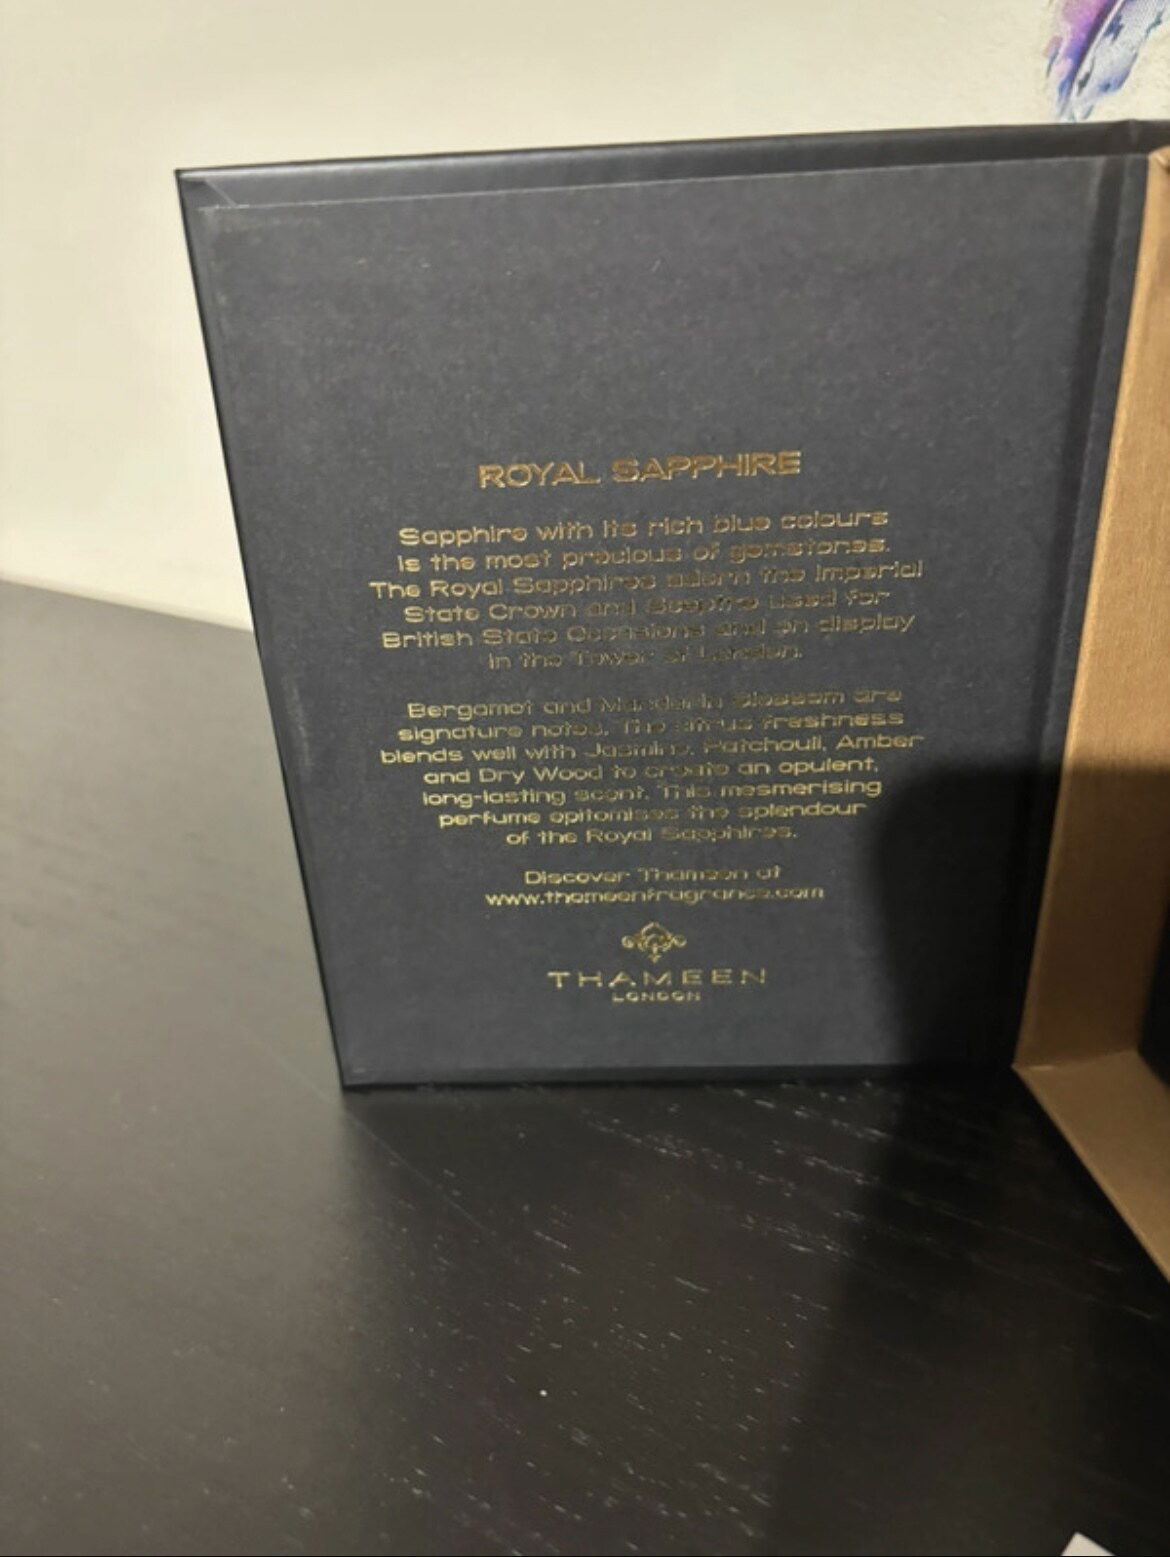 ROYAL SAPPHIRE
Sapphire with its rich blue colours
is the most precious of gemstones.
The Royal Sapphires adorn the Imperial
State Crown and Sceptre used for
British State Occasions and on display
in the Tower of London.
Bergamot and Mandarin Blossom are
signature notes. The citrus freshness
blends well with Jasmine, Patchouli, Amber
and Dry Wood to create an opulent,
long-lasting scent. This mesmerising
perfume epitomises the splendour
of the Royal Sapphires.
Discover Thameen at
www.thameenfragrance.com
THAMEEN
LONDON